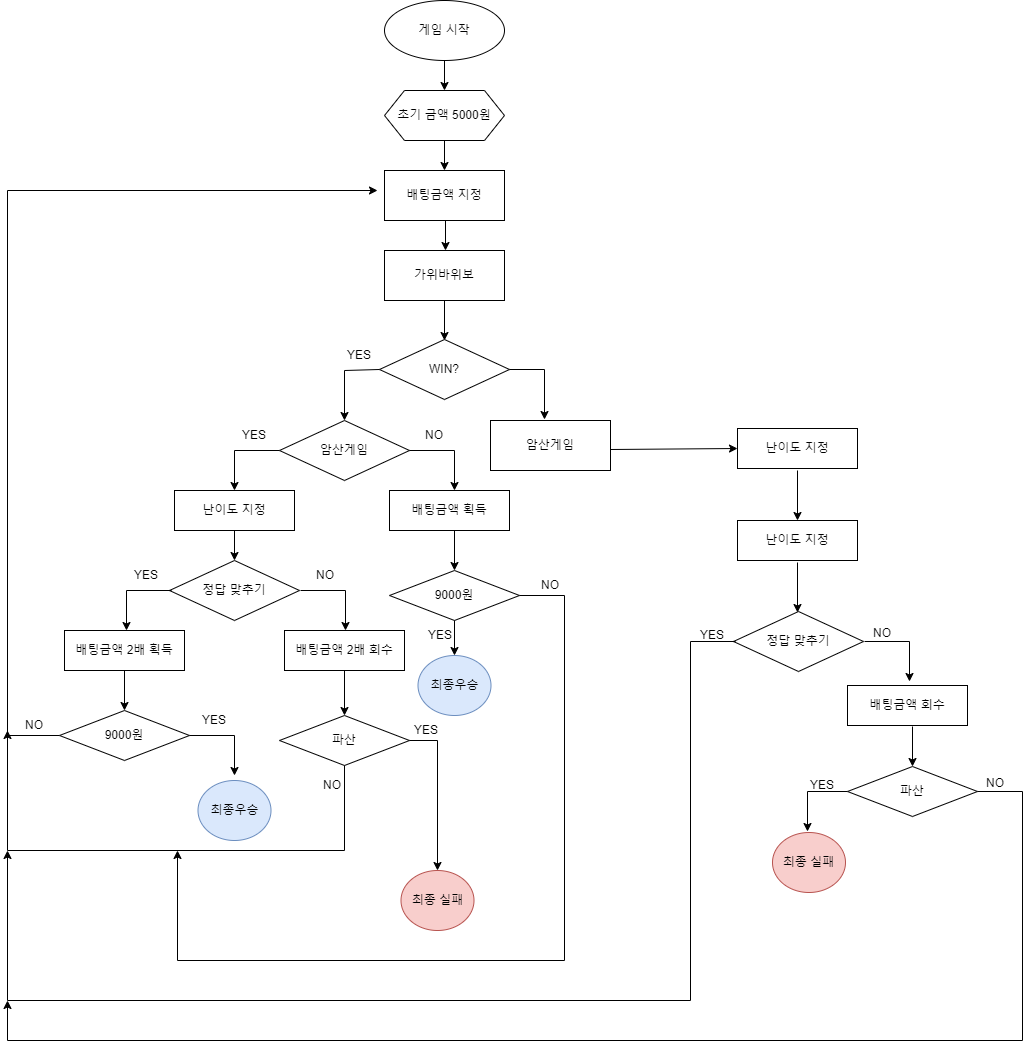 게임 시작
초기 금액 5000원
배팅금액 지정
가위바위보
YES
WIN?
YES
암산게임
NO
암산게임
난이도 지정
난이도 지정
배팅금액 획득
난이도 지정
YES
정답 맞추기
NO
9000원
NO
YES
정답 맞추기
NO
YES
배팅금액 2배 획득
배팅금액 2배 회수
최종우승
배팅금액 회수
NO
9000원
YES
파산
YES
NO
YES
파산
NO
최종우승
최종 실패
최종 실패